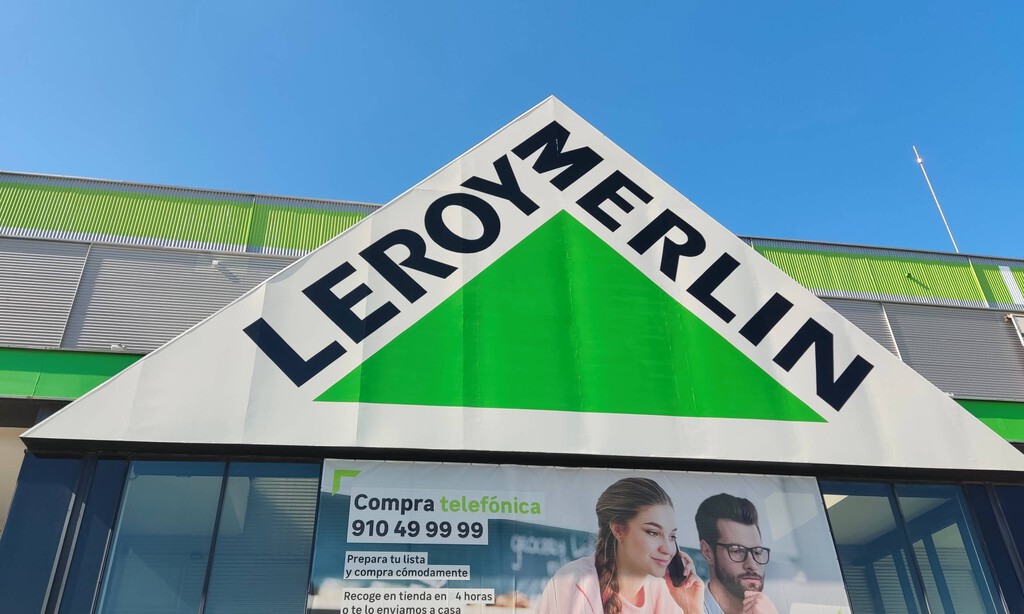 LEROY MERLIN
Compra telefónica
910 49 99 99
Prepara tu lista
y compra cómodamente
Recoge en tienda en 4 horas
o te lo enviamos a casa